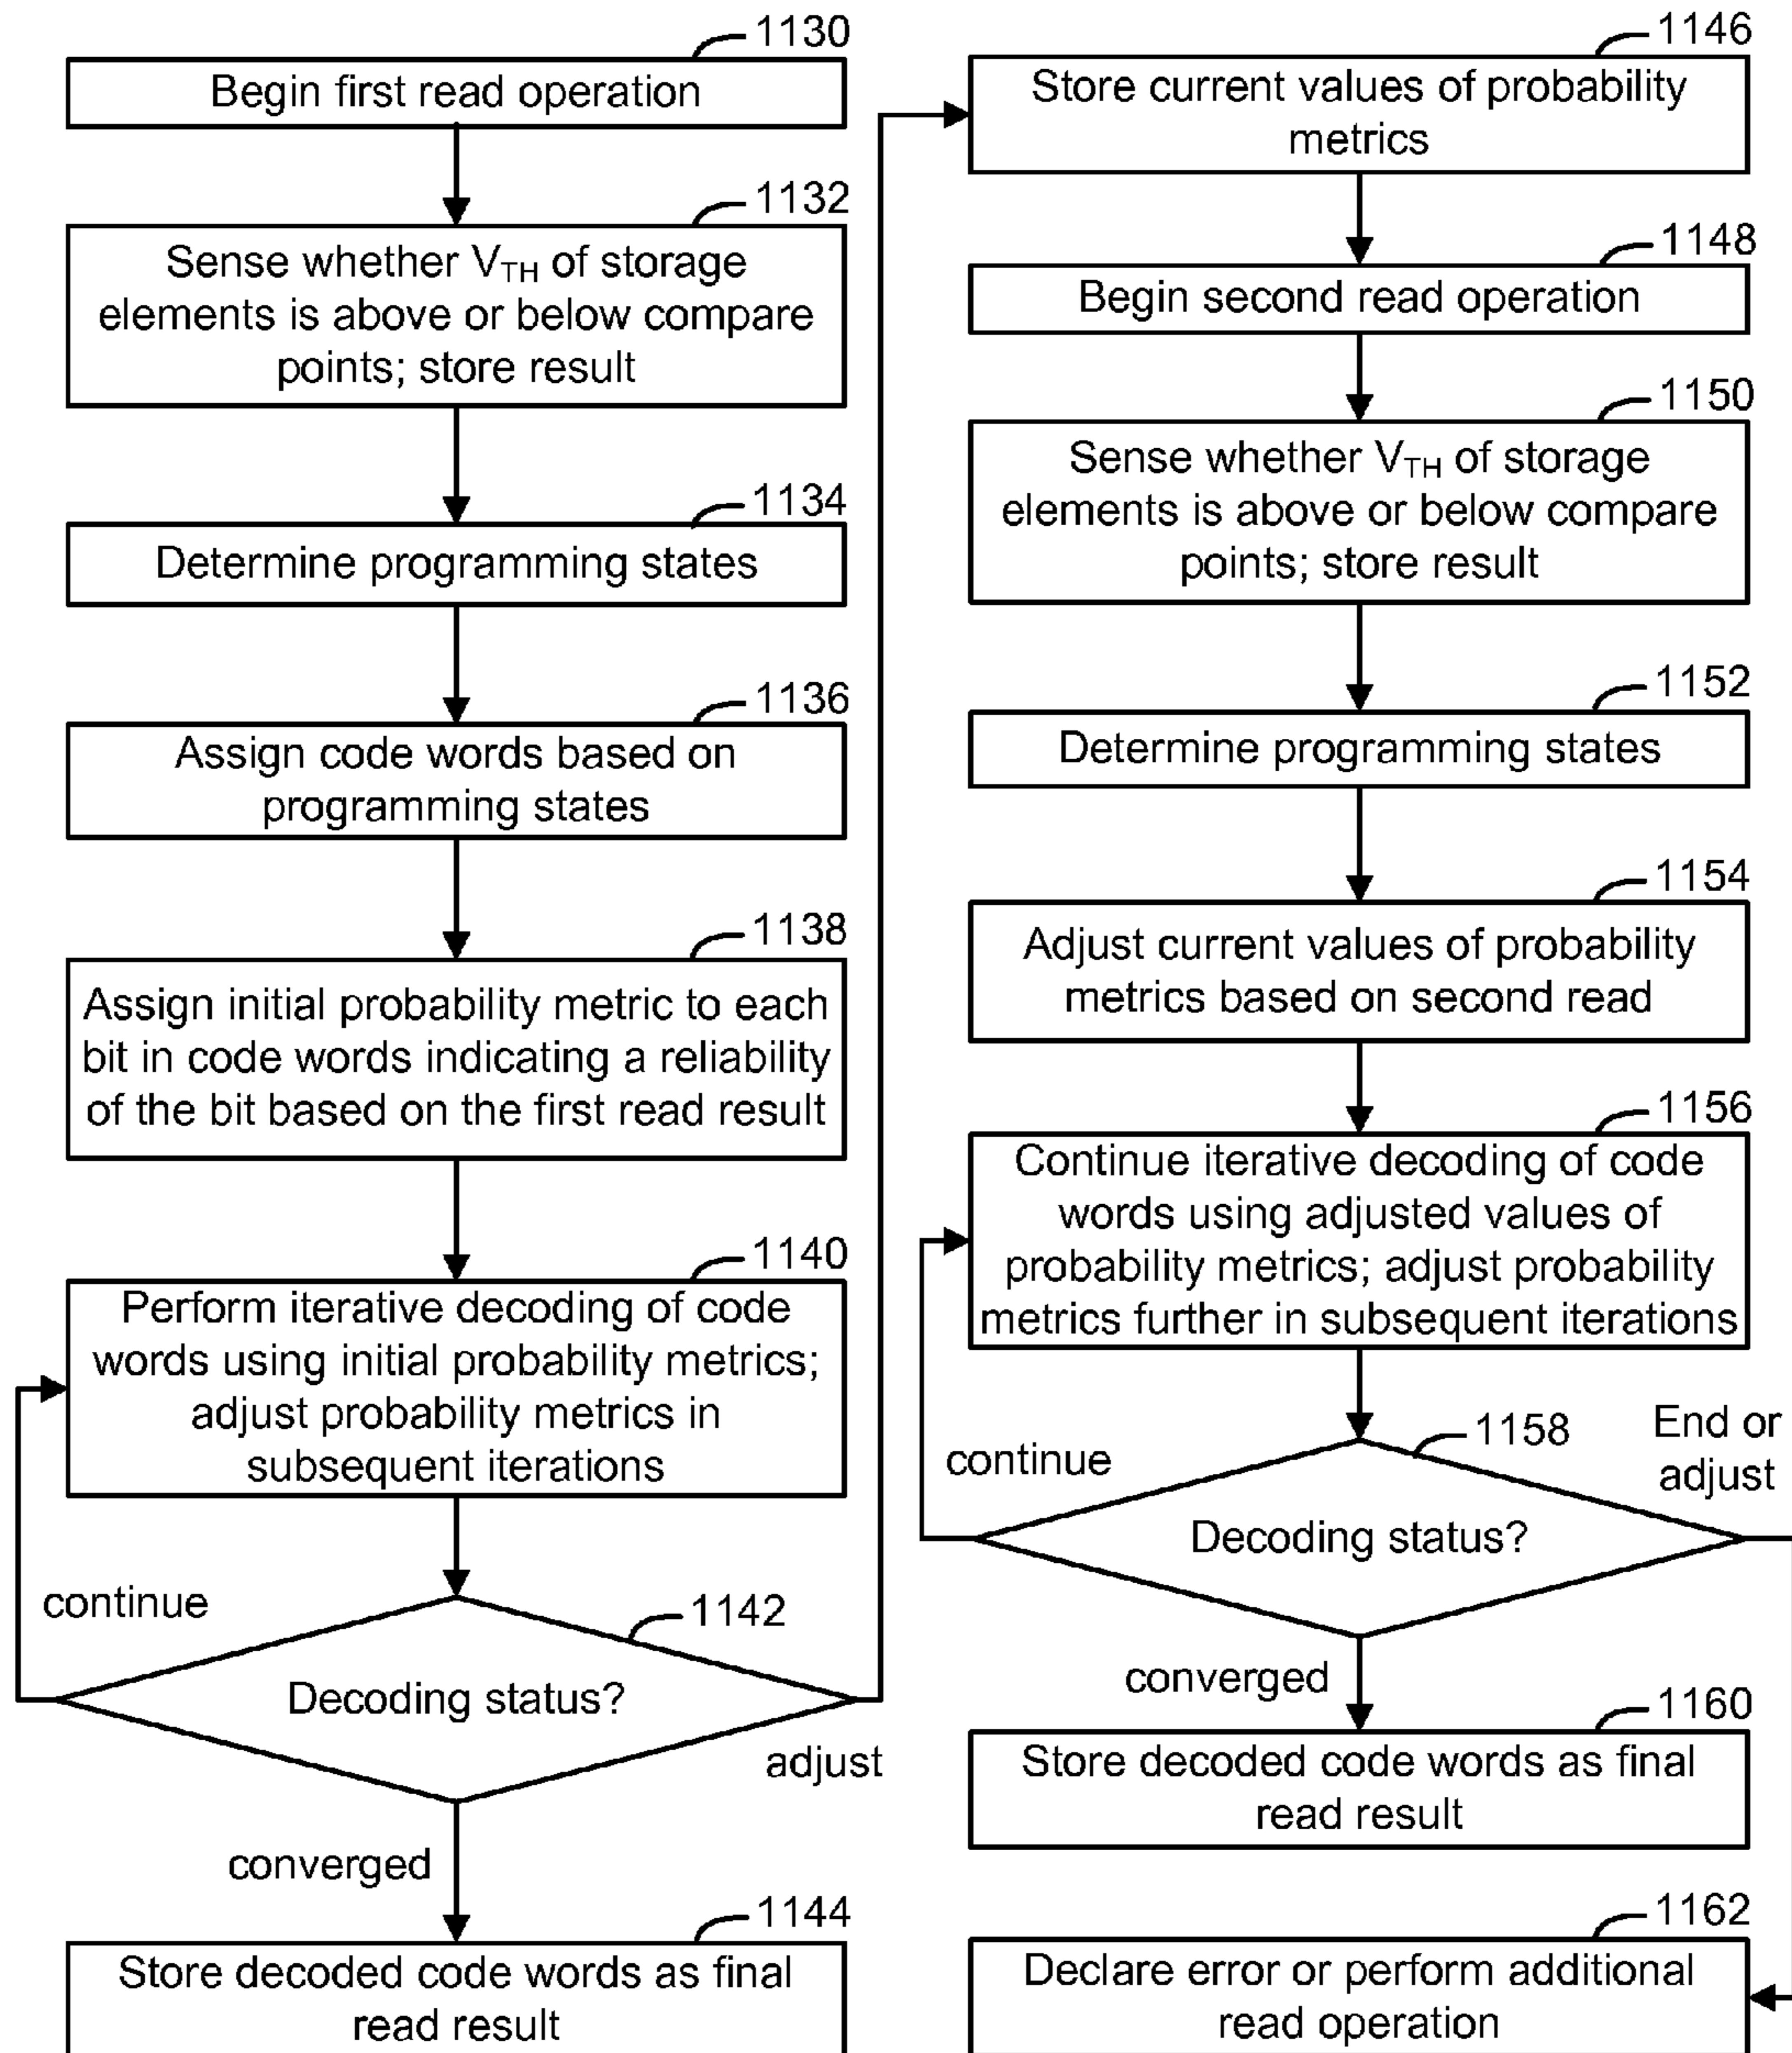 1130
Begin first read operation
1132
Sense whether VTH of storage
elements is above or below compare
points; store result
1134
Determine programming states
1136
Assign code words based on
programming states
1138
Assign initial probability metric to each
bit in code words indicating a reliability
of the bit based on the first read result
1140
Perform iterative decoding of code
words using initial probability metrics;
adjust probability metrics in
subsequent iterations
continue
1142
Decoding status?
adjust
converged
1144
Store decoded code words as final
read result
1146
Store current values of probability
metrics
1148
Begin second read operation
1150
Sense whether VTH of storage
elements is above or below compare
points; store result
1152
Determine programming states
1154
Adjust current values of probability
metrics based on second read
1156
Continue iterative decoding of code
words using adjusted values of
probability metrics; adjust probability
metrics further in subsequent iterations
continue
1158
End or
adjust
Decoding status?
converged
1160
Store decoded code words as final
read result
1162
Declare error or perform additional
read operation